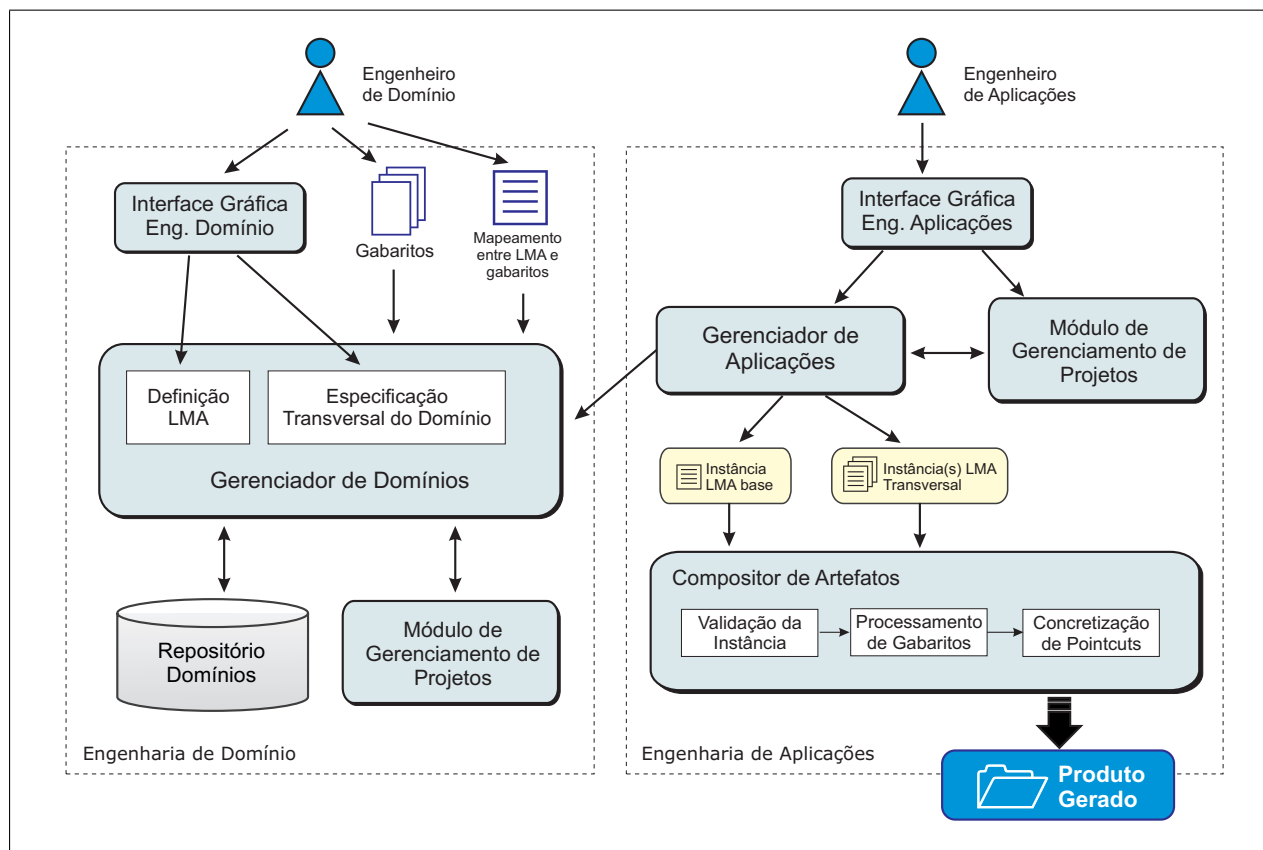 Engenheiro
de Domínio
Engenheiro
de Aplicações
Interface Gráfica
Eng. Domínio
Gabaritos
Mapeamento
entre LMA e
gabaritos
Definição
LMA
Especificação
Transversal do Domínio
Gerenciador de Domínios
Repositório
Domínios
Módulo de
Gerenciamento de
Projetos
Engenharia de Domínio
Interface Gráfica
Eng. Aplicações
Gerenciador de
Aplicações
Módulo de
Gerenciamento de
Projetos
Instância
LMA base
Instância(s) LMA
Transversal
Compositor de Artefatos
Validação da
Instância
Processamento
de Gabaritos
Concretização
de Pointcuts
Engenharia de Aplicações
Produto
Gerado